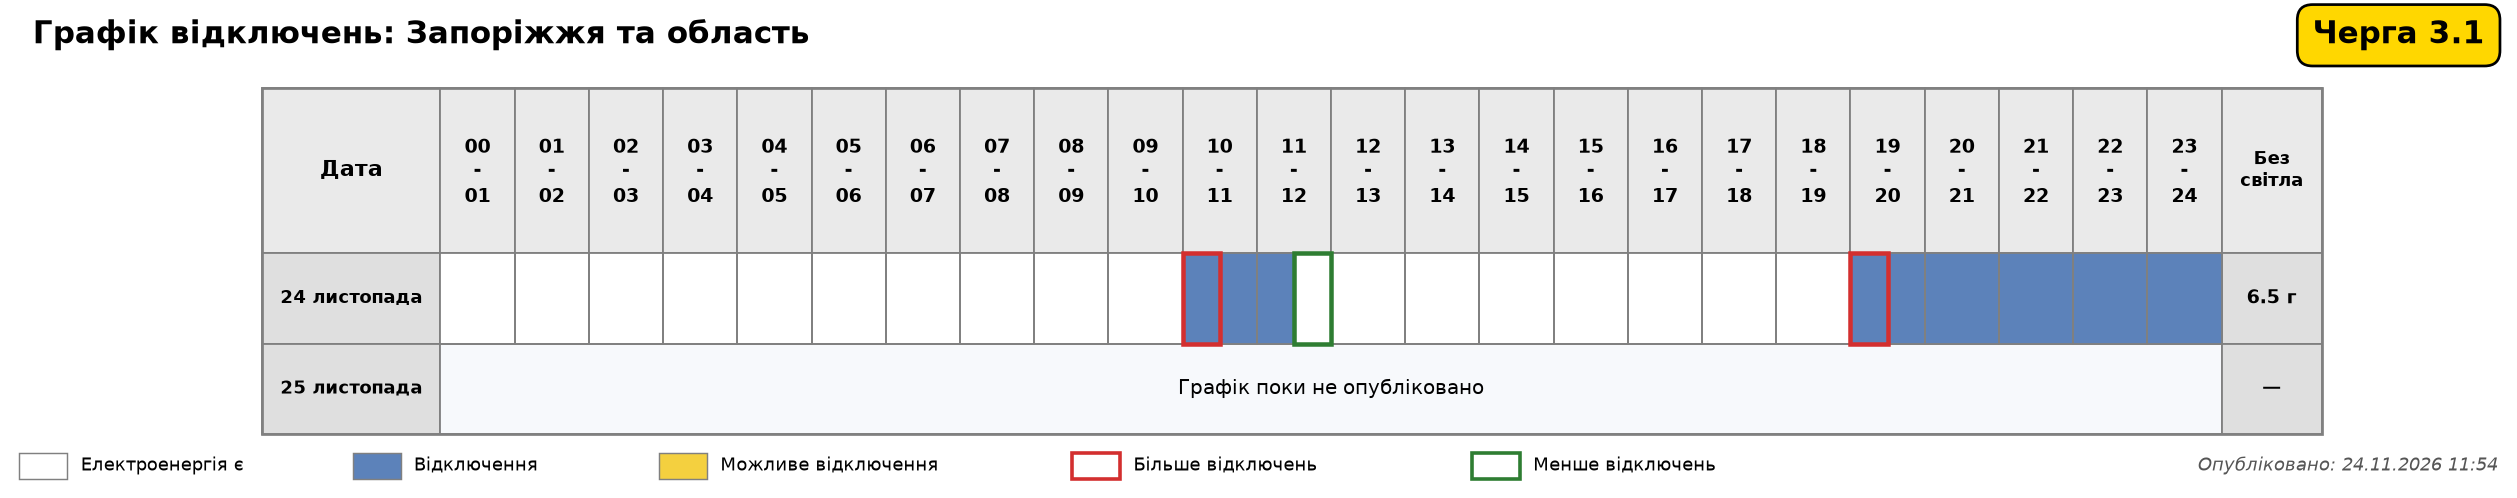 Графік відключень: Запоріжжя та область
Черга 3.1
Дата
00 - 01
01 - 02
02 - 03
03 - 04
04 - 05
05 - 06
06 - 07
07 - 08
08 - 09
09 - 10
10 - 11
11 - 12
12 - 13
13 - 14
14 - 15
15 - 16
16 - 17
17 - 18
18 - 19
19 - 20
20 - 21
21 - 22
22 - 23
23 - 24
Без
світла
24 листопада
6.5 г
25 листопада
Графік поки не опубліковано
—
Електроенергія є
Відключення
Можливе відключення
Більше відключень
Менше відключень
Опубліковано: 24.11.2026 11:54